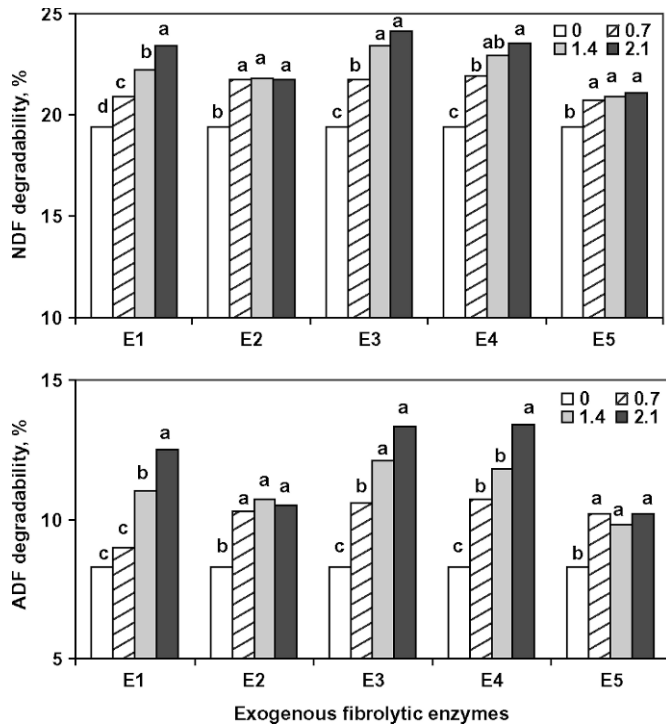 NDF degradability, %
25
20
15
10
0 0.7
1.4 2.1
d c b a
b a a a
c b a a
c b ab a
b a a a
E1 E2 E3 E4 E5
ADF degradability, %
15
10
5
0 0.7
1.4 2.1
c c b a
b a a a
c b a a
c b b a
b a a a
E1 E2 E3 E4 E5
Exogenous fibrolytic enzymes